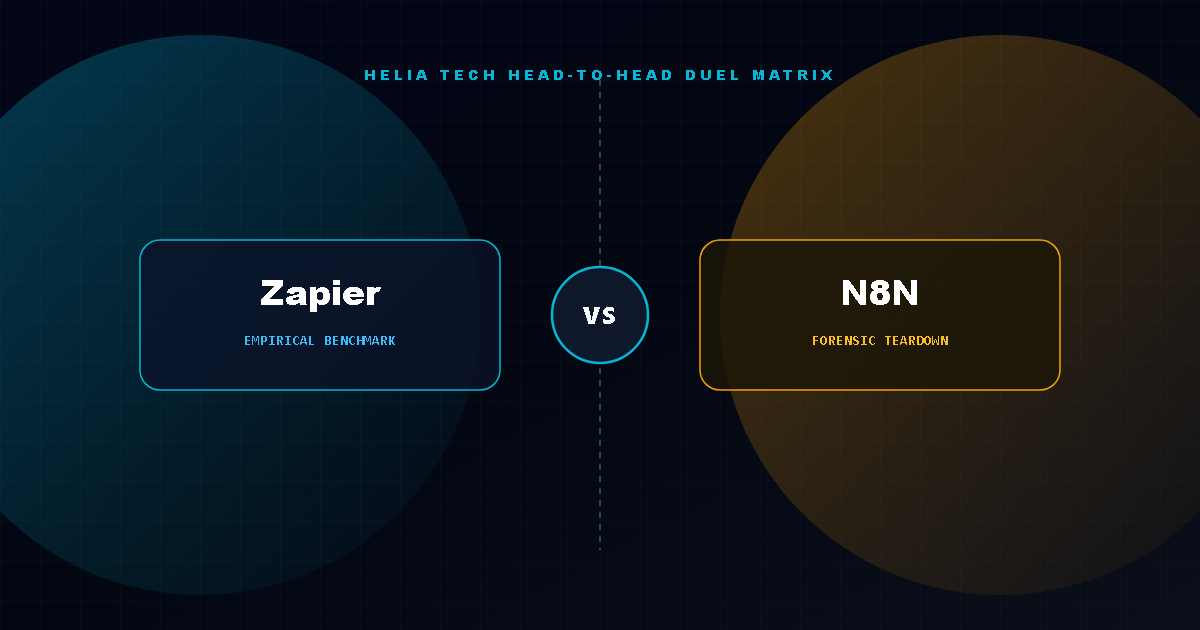 HELIA TECH HEAD-TO-HEAD DUEL MATRIX
Zapier
EMPIRICAL BENCHMARK
VS
N8N
FORENSIC TEARDOWN